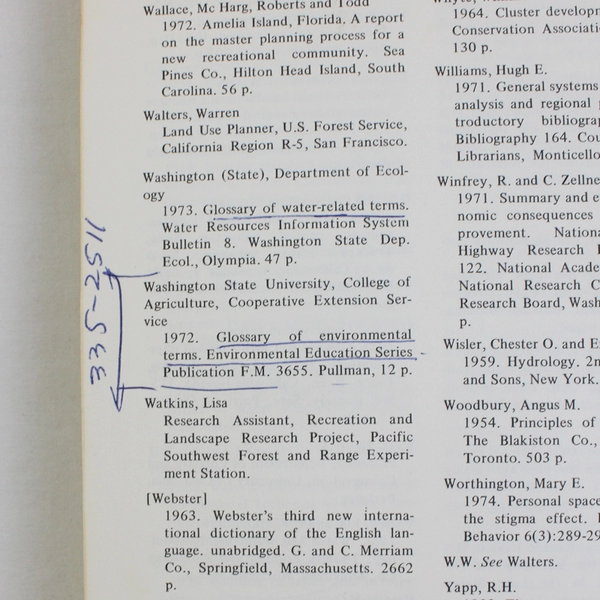 Wallace, Mc Harg, Roberts and Todd
1972. Amelia Island, Florida. A report
on the master planning process for a
new recreational community. Sea
Pines Co., Hilton Head Island, South
Carolina. 56 p.
Walters, Warren
Land Use Planner, U.S. Forest Service,
California Region R-5, San Francisco.
Washington (State), Department of Ecol-
ogy
1973. Glossary of water-related terms.
Water Resources Information System
Bulletin 8. Washington State Dep.
Ecol., Olympia. 47 p.
Washington State University, College of
Agriculture, Cooperative Extension Ser-
vice
1972. Glossary of environmental
terms. Environmental Education Series
Publication F.M. 3655. Pullman, 12 p.
Watkins, Lisa
Research Assistant, Recreation and
Landscape Research Project, Pacific
Southwest Forest and Range Experi-
ment Station.
[Webster]
1963. Webster's third new interna-
tional dictionary of the English lan-
guage. unabridged. G. and C. Merriam
Co., Springfield, Massachusetts. 2662
p.
335-2511
1964. Cluster developm
Conservation Associati
130 p.
Williams, Hugh E.
1971. General systems
analysis and regional
troductory bibliograp
Bibliography 164. Cou
Librarians, Monticello
Winfrey, R. and C. Zellne
1971. Summary and e
nomic consequences
provement. Nationa
Highway Research
122. National Acade
National Research C
Research Board, Wash
p.
Wisler, Chester O. and E
1959. Hydrology. 2n
and Sons, New York.
Woodbury, Angus M.
1954. Principles of
The Blakiston Co.,
Toronto. 503 p.
Worthington, Mary E.
1974. Personal space
the stigma effect.
Behavior 6(3):289-29
W.W. See Walters.
Yapp, R.H.